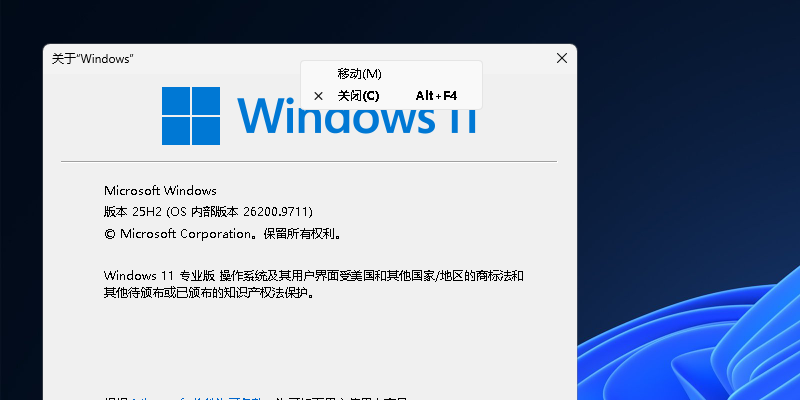 关于“Windows”
移动(M)
关闭(C) Alt+F4
Windows 11
Microsoft Windows
版本 25H2 (OS 内部版本 26200.9711)
© Microsoft Corporation。保留所有权利。
Windows 11 专业版 操作系统及其用户界面受美国和其他国家/地区的商标法和
其他待颁布或已颁布的知识产权法保护。